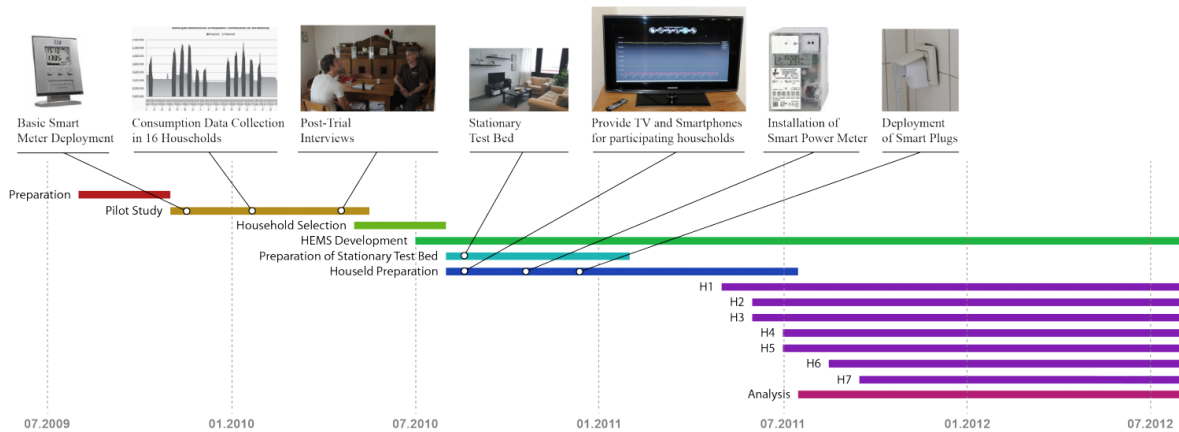 Basic Smart
Meter Deployment
Consumption Data Collection
in 16 Households
Post-Trial
Interviews
Stationary
Test Bed
Provide TV and Smartphones
for participating households
Installation of
Smart Power Meter
Deployment
of Smart Plugs
Preparation
Pilot Study
Household Selection
HEMS Development
Preparation of Stationary Test Bed
Houseld Preparation
H1
H2
H3
H4
H5
H6
H7
Analysis
07.2009
01.2010
07.2010
01.2011
07.2011
01.2012
07.2012